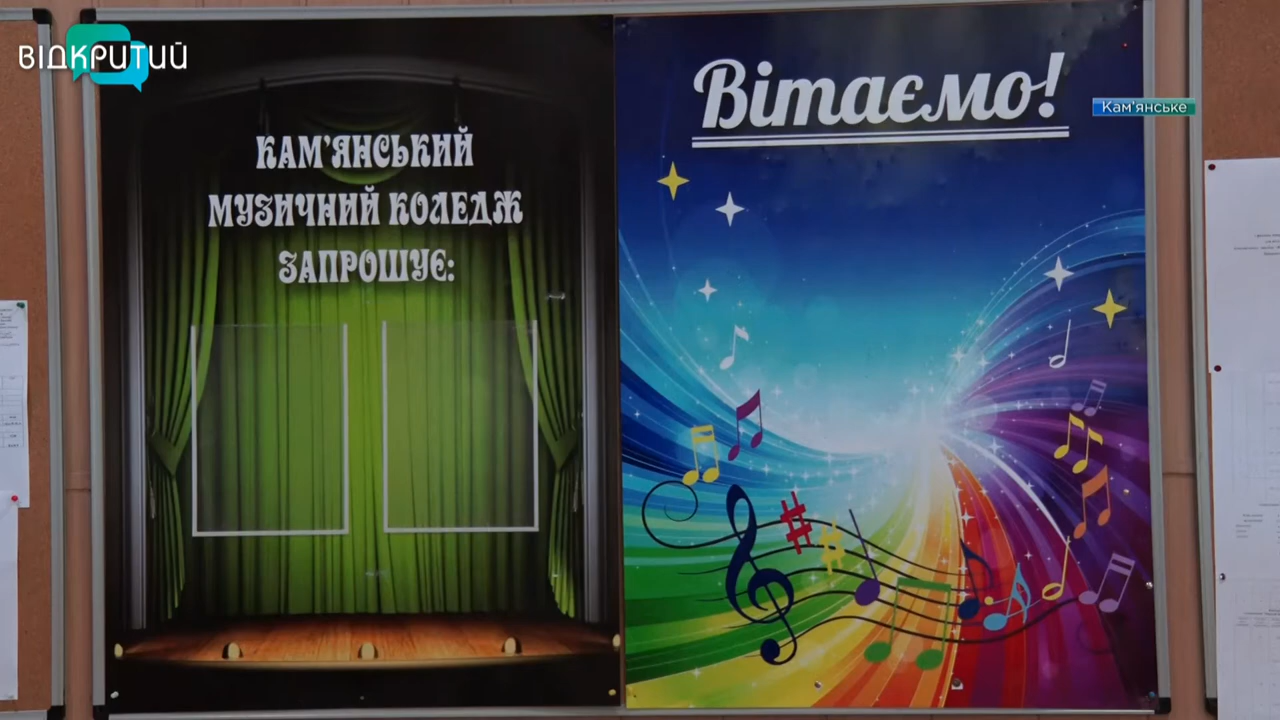 ВІДКРИТИЙ
КАМ'ЯНСЬКИЙ
МУЗИЧНИЙ КОЛЕДЖ
ЗАПРОШУЄ:
Вітаємо!
Кам'янське